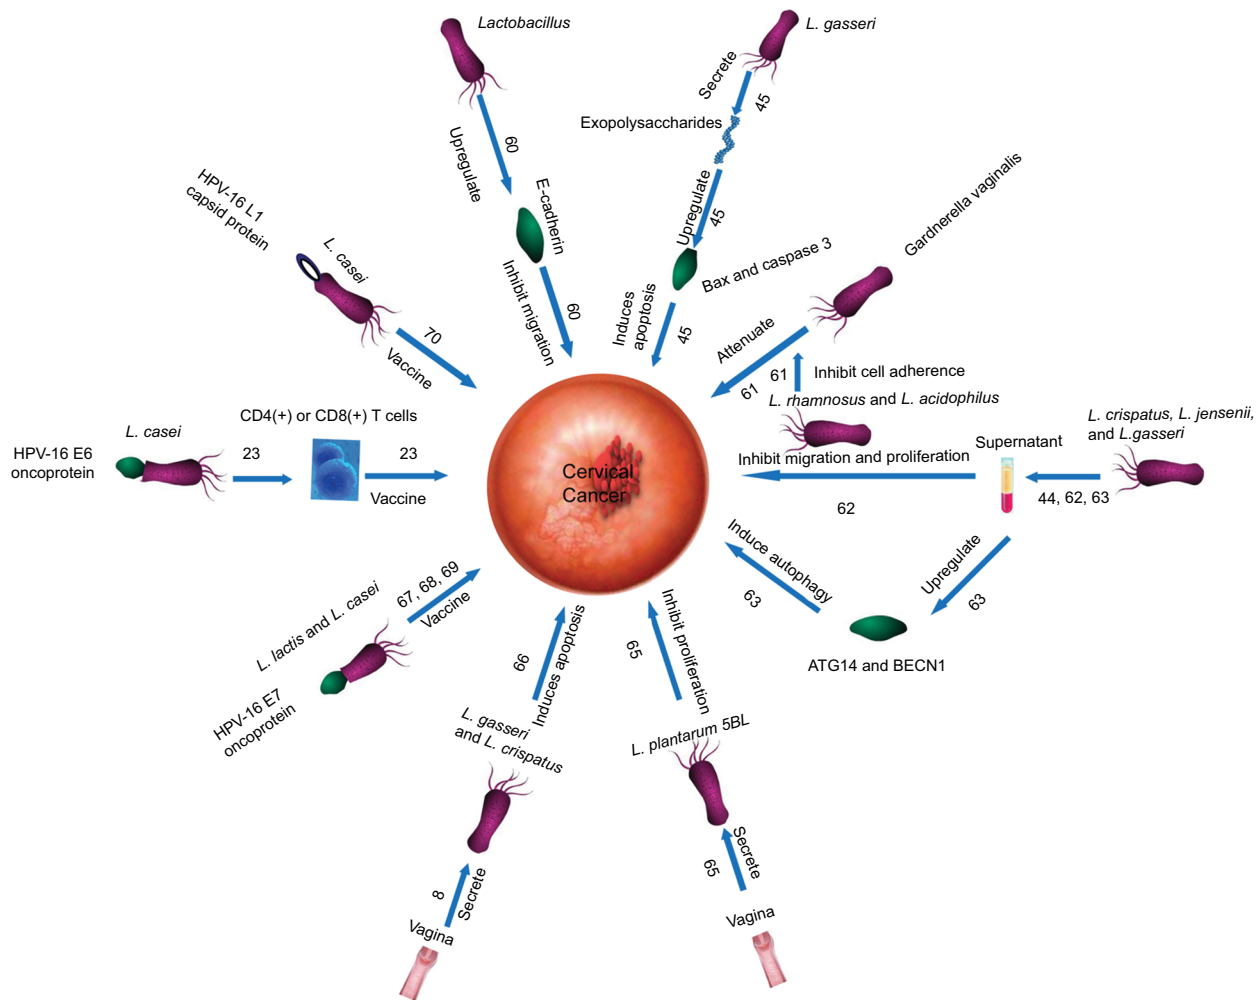 Lactobacillus
60
Upregulate
E-cadherin
Inhibit migration
60
L. gasseri
Secrete
45
Exopolysaccharides
Upregulate
45
Bax and caspase 3
Induces
apoptosis
45
Gardnerella vaginalis
Attenuate
61
61
Inhibit cell adherence
L. rhamnosus and L. acidophilus
L. crispatus, L. jensenii,
and L.gasseri
Supernatant
44, 62, 63
Inhibit migration and proliferation
62
Upregulate
63
ATG14 and BECN1
Induce autophagy
63
Inhibit proliferation
65
L. plantarum 5BL
Secrete
65
Vagina
Induces apoptosis
66
L. gasseri
and L. crispatus
8
Secrete
Vagina
67, 68, 69
Vaccine
L. lactis and L. casei
HPV-16 E7
oncoprotein
HPV-16 E6
oncoprotein
L. casei
23
CD4(+) or CD8(+) T cells
23
Vaccine
HPV-16 L1
capsid protein
L. casei
70
Vaccine
Cervical
Cancer